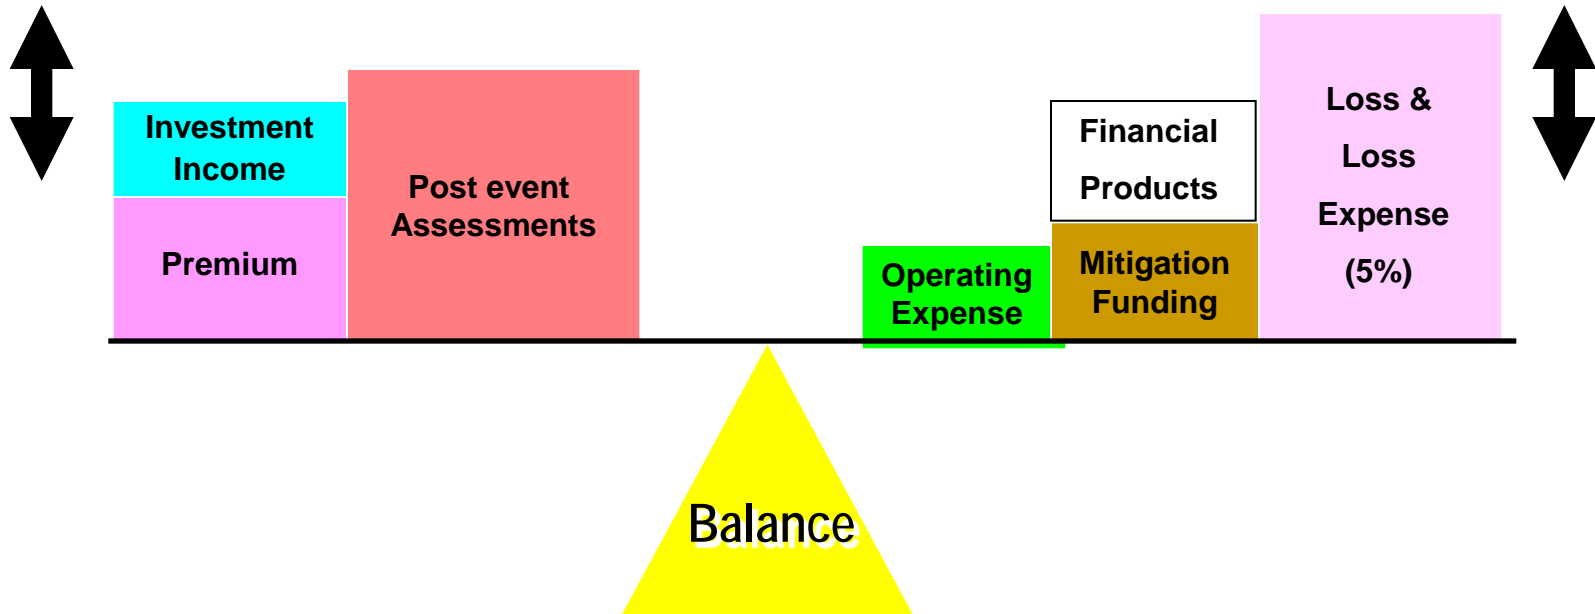 Investment
Income
Premium
Post event
Assessments
Operating
Expense
Financial
Products
Mitigation
Funding
Loss &
Loss
Expense
(5%)
Balance